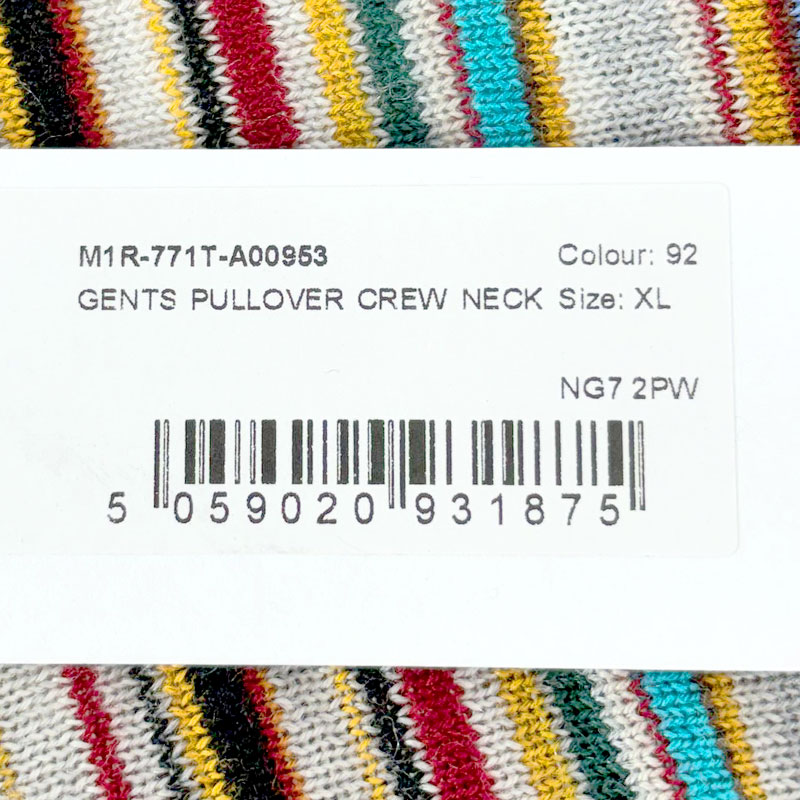 M1R-771T-A00953 Colour: 92
GENTS PULLOVER CREW NECK Size: XL
NG7 2PW
5 059020 931875